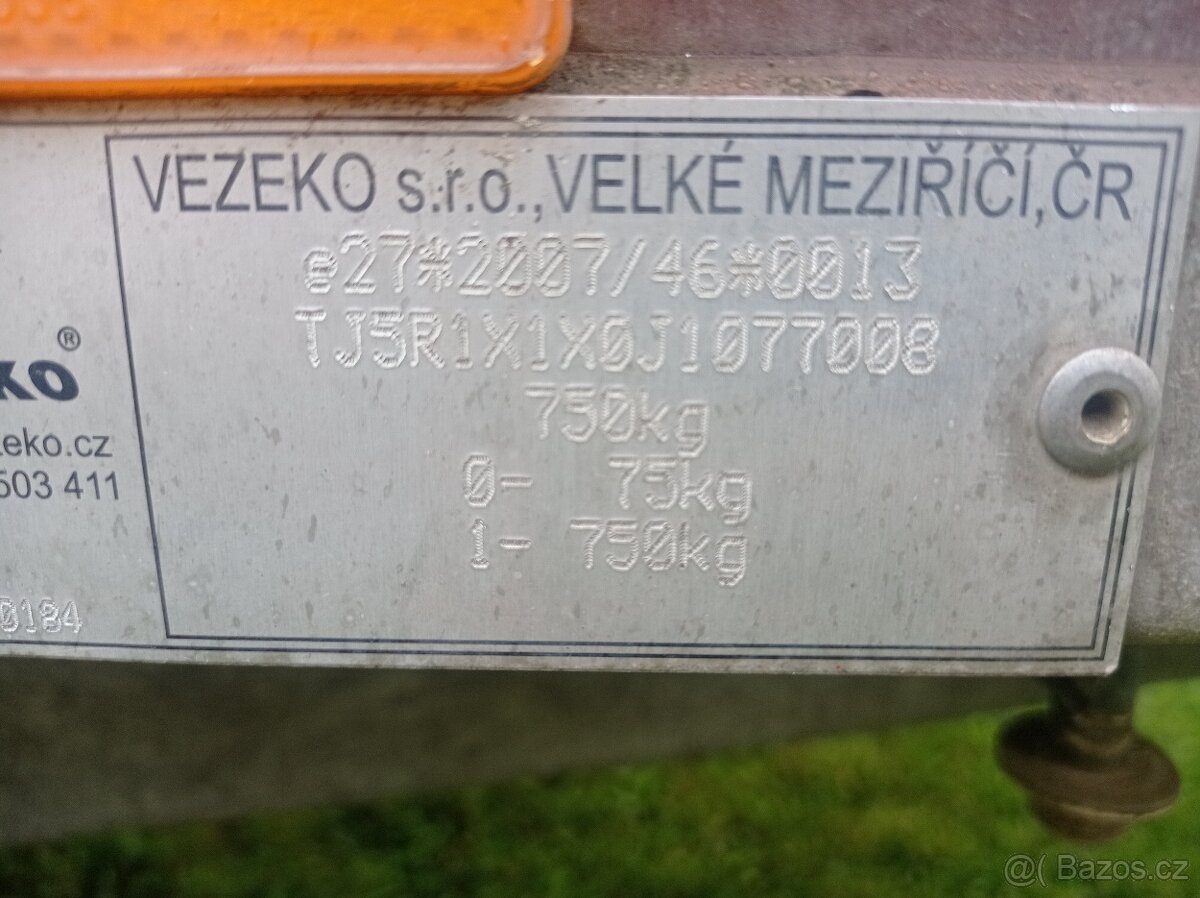 VEZEKO s.r.o.,VELKÉ MEZIŘÍČÍ,ČR
e27*2007/46*0013
TJ5R1X1X0J1077008
750kg
0- 75kg
1- 750kg
ko®
eko.cz
503 411
0184
@( Bazos.cz